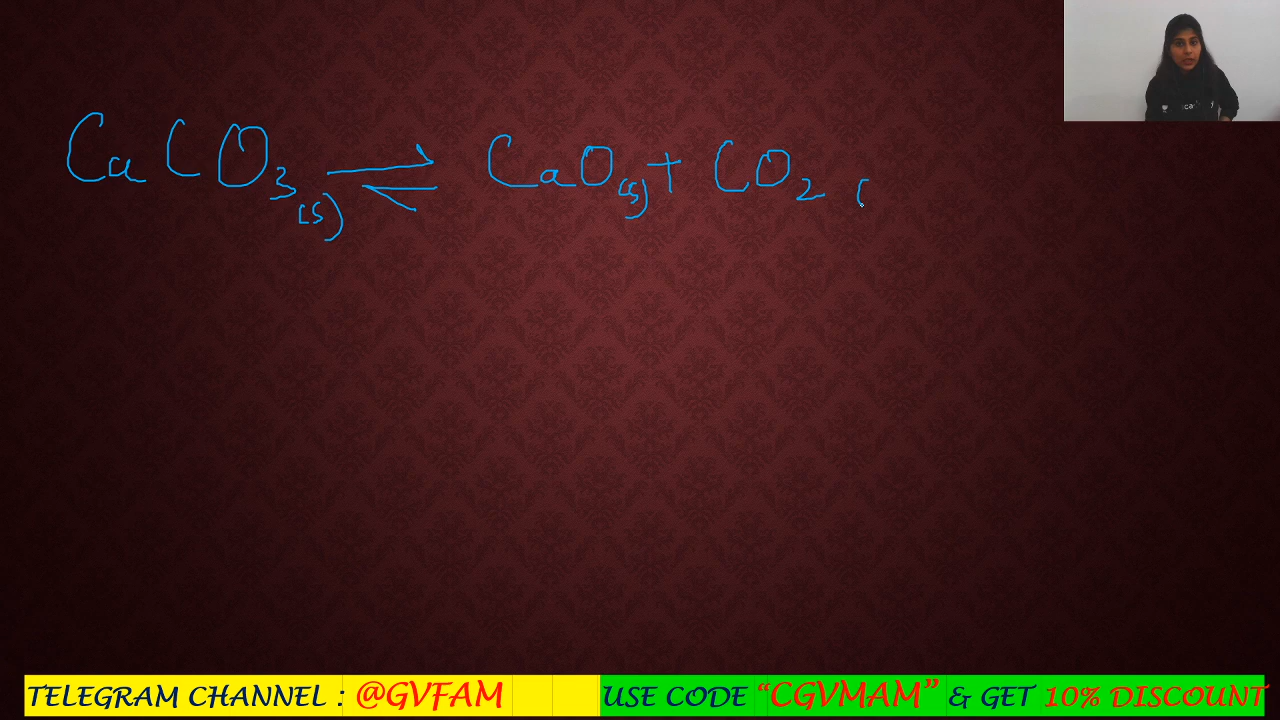 CaCO3(s) ⇌ CaO(s) + CO2 (
TELEGRAM CHANNEL : @GVFAM USE CODE “CGVMAM” & GET 10% DISCOUNT